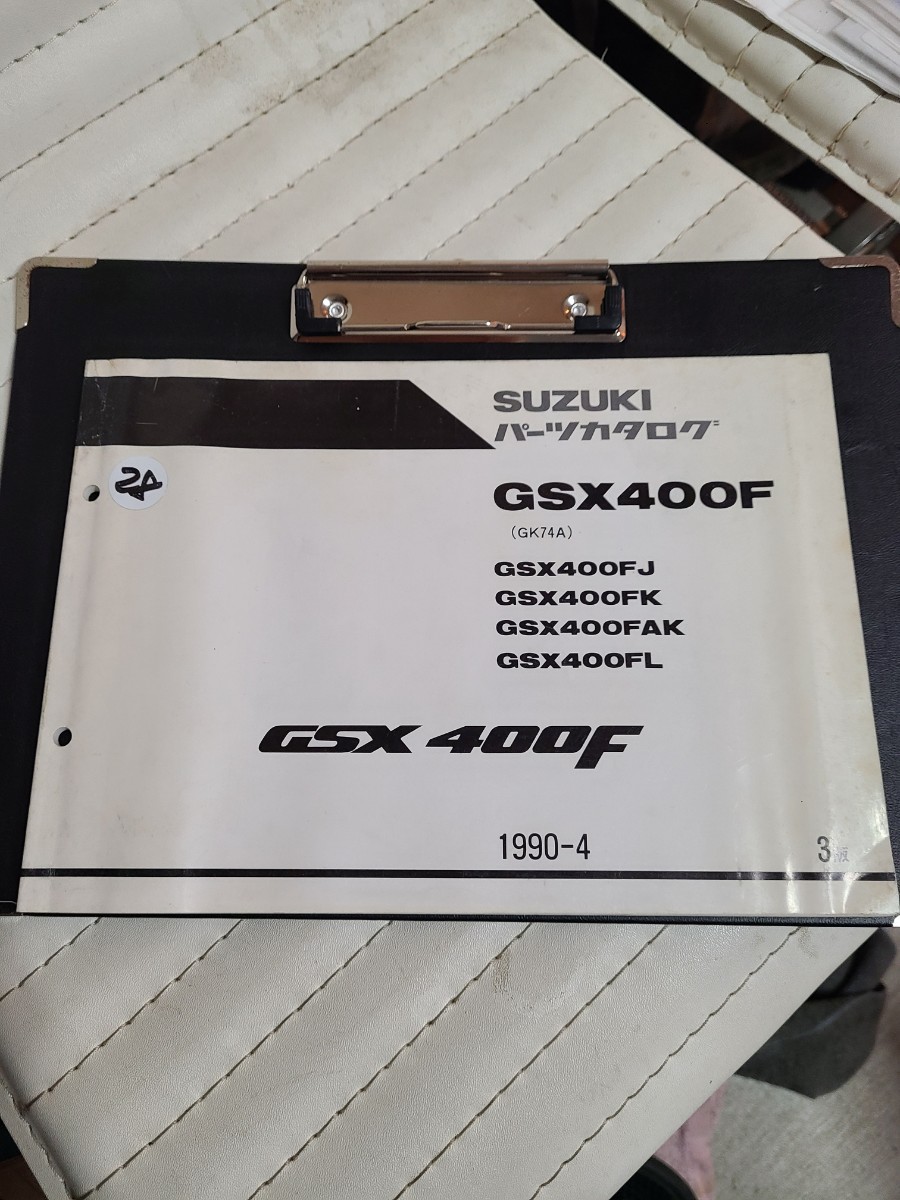 SUZUKI
パーツカタログ
24
GSX400F
(GK74A)
GSX400FJ
GSX400FK
GSX400FAK
GSX400FL
GSX 400F
1990-4
3版